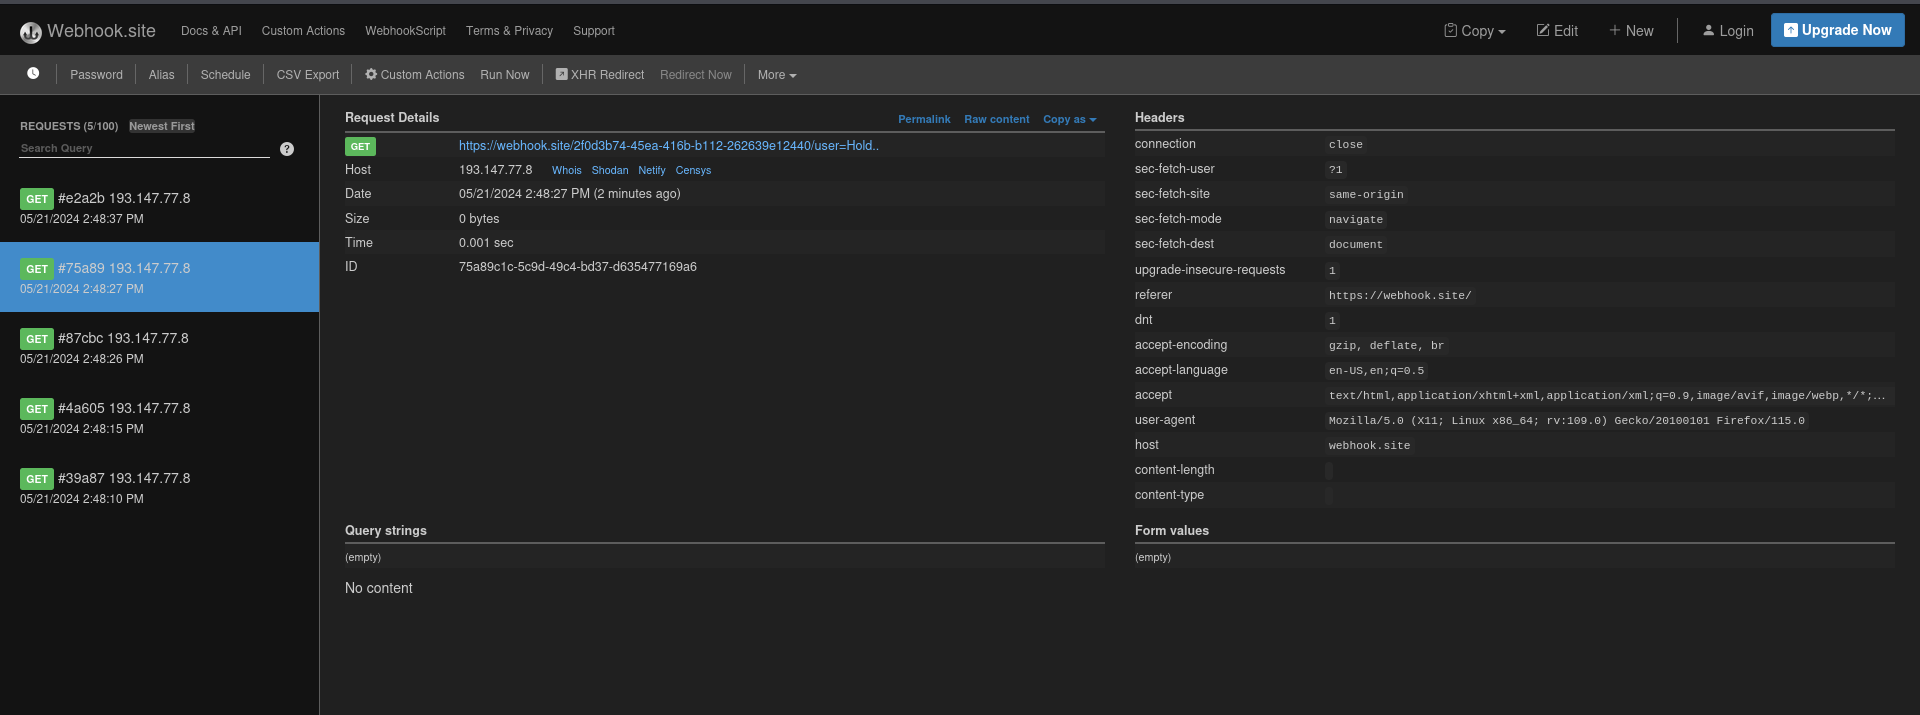 Webhook.site Docs & API Custom Actions WebhookScript Terms & Privacy Support Copy Edit New Login Upgrade Now
Password Alias Schedule CSV Export Custom Actions Run Now XHR Redirect Redirect Now More
REQUESTS (5/100) Newest First
Search Query ?
GET #e2a2b 193.147.77.8
05/21/2024 2:48:37 PM
GET #75a89 193.147.77.8
05/21/2024 2:48:27 PM
GET #87cbc 193.147.77.8
05/21/2024 2:48:26 PM
GET #4a605 193.147.77.8
05/21/2024 2:48:15 PM
GET #39a87 193.147.77.8
05/21/2024 2:48:10 PM
Request Details Permalink Raw content Copy as
GET https://webhook.site/2f0d3b74-45ea-416b-b112-262639e12440/user=Hold..
Host 193.147.77.8 Whois Shodan Netify Censys
Date 05/21/2024 2:48:27 PM (2 minutes ago)
Size 0 bytes
Time 0.001 sec
ID 75a89c1c-5c9d-49c4-bd37-d635477169a6
Headers
connection close
sec-fetch-user ?1
sec-fetch-site same-origin
sec-fetch-mode navigate
sec-fetch-dest document
upgrade-insecure-requests 1
referer https://webhook.site/
dnt 1
accept-encoding gzip, deflate, br
accept-language en-US,en;q=0.5
accept text/html,application/xhtml+xml,application/xml;q=0.9,image/avif,image/webp,*/*;...
user-agent Mozilla/5.0 (X11; Linux x86_64; rv:109.0) Gecko/20100101 Firefox/115.0
host webhook.site
content-length
content-type
Query strings
(empty)
No content
Form values
(empty)